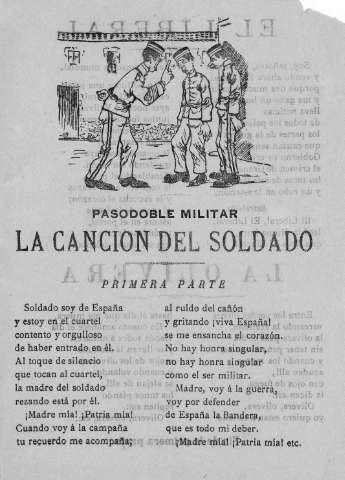 PASODOBLE MILITAR
LA CANCION DEL SOLDADO
PRIMERA PARTE
Soldado soy de España
y estoy en el cuartel
contento y orgulloso
de haber entrado en él.
Al toque de silencio
que tocan al cuartel,
la madre del soldado
rezando está por él.
¡Madre mía! ¡Patria mía!
Cuando voy á la campaña
tu recuerdo me acompaña;
al ruido del cañón
y gritando ¡viva España!
se me ensancha el corazón.
No hay honra singular,
no hay honra singular
como el ser militar.
Madre, voy á la guerra,
voy por defender
de España la Bandera,
que es todo mi deber.
¡Madre mía! ¡Patria mía! etc.